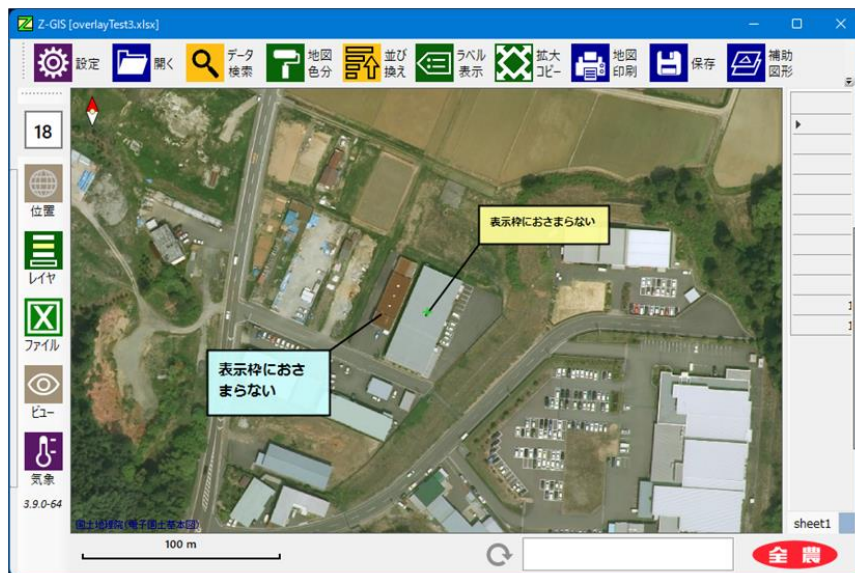 Z-GIS [overlayTest3.xlsx]
設定
開く
データ
検索
地図
色分
並び
換え
ラベル
表示
拡大
コピー
地図
印刷
保存
補助
図形
18
位置
レイヤ
ファイル
ビュー
気象
3.9.0-64
表示枠におさまらない
表示枠におさ
まらない
国土地理院(電子国土基本図)
100 m
1
1
sheet1
全農